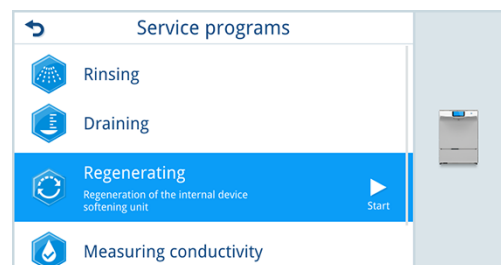 Service programs
Rinsing
Draining
Regenerating
Regeneration of the internal device
softening unit
Start
Measuring conductivity